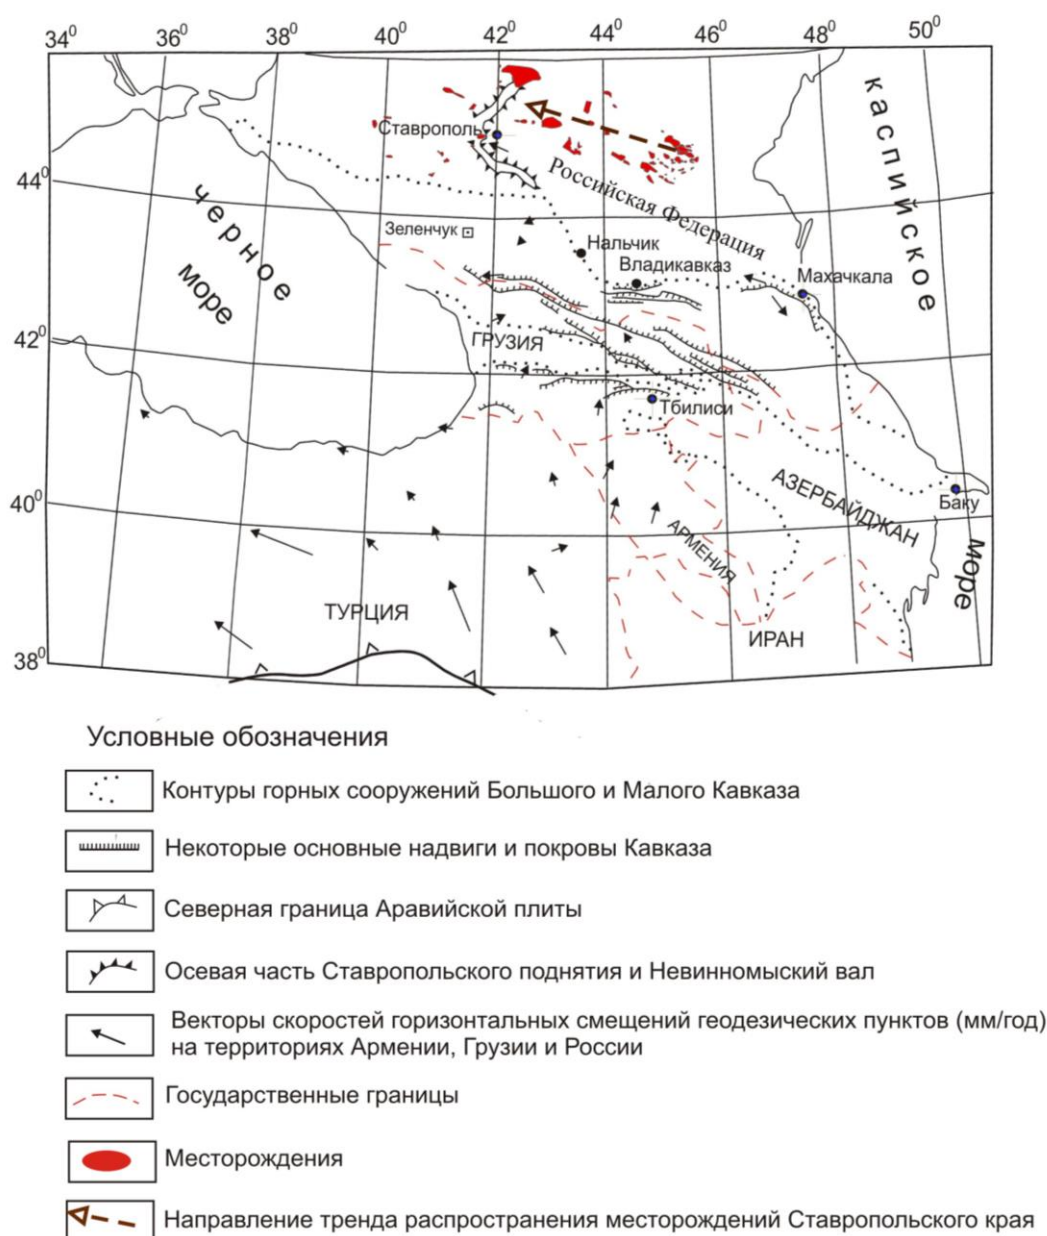 34⁰ 36⁰ 38⁰ 40⁰ 42⁰ 44⁰ 46⁰ 48⁰ 50⁰
каспийское
Ставрополь
Российская Федерация
44⁰
черное
море
Зеленчук
Нальчик
Владикавказ
Махачкала
42⁰
ГРУЗИЯ
Тбилиси
АЗЕРБАЙДЖАН
Баку
40⁰
АРМЕНИЯ
море
ТУРЦИЯ
ИРАН
38⁰
Условные обозначения
Контуры горных сооружений Большого и Малого Кавказа
Некоторые основные надвиги и покровы Кавказа
Северная граница Аравийской плиты
Осевая часть Ставропольского поднятия и Невинномыский вал
Векторы скоростей горизонтальных смещений геодезических пунктов (мм/год)
на территориях Армении, Грузии и России
Государственные границы
Месторождения
Направление тренда распространения месторождений Ставропольского края